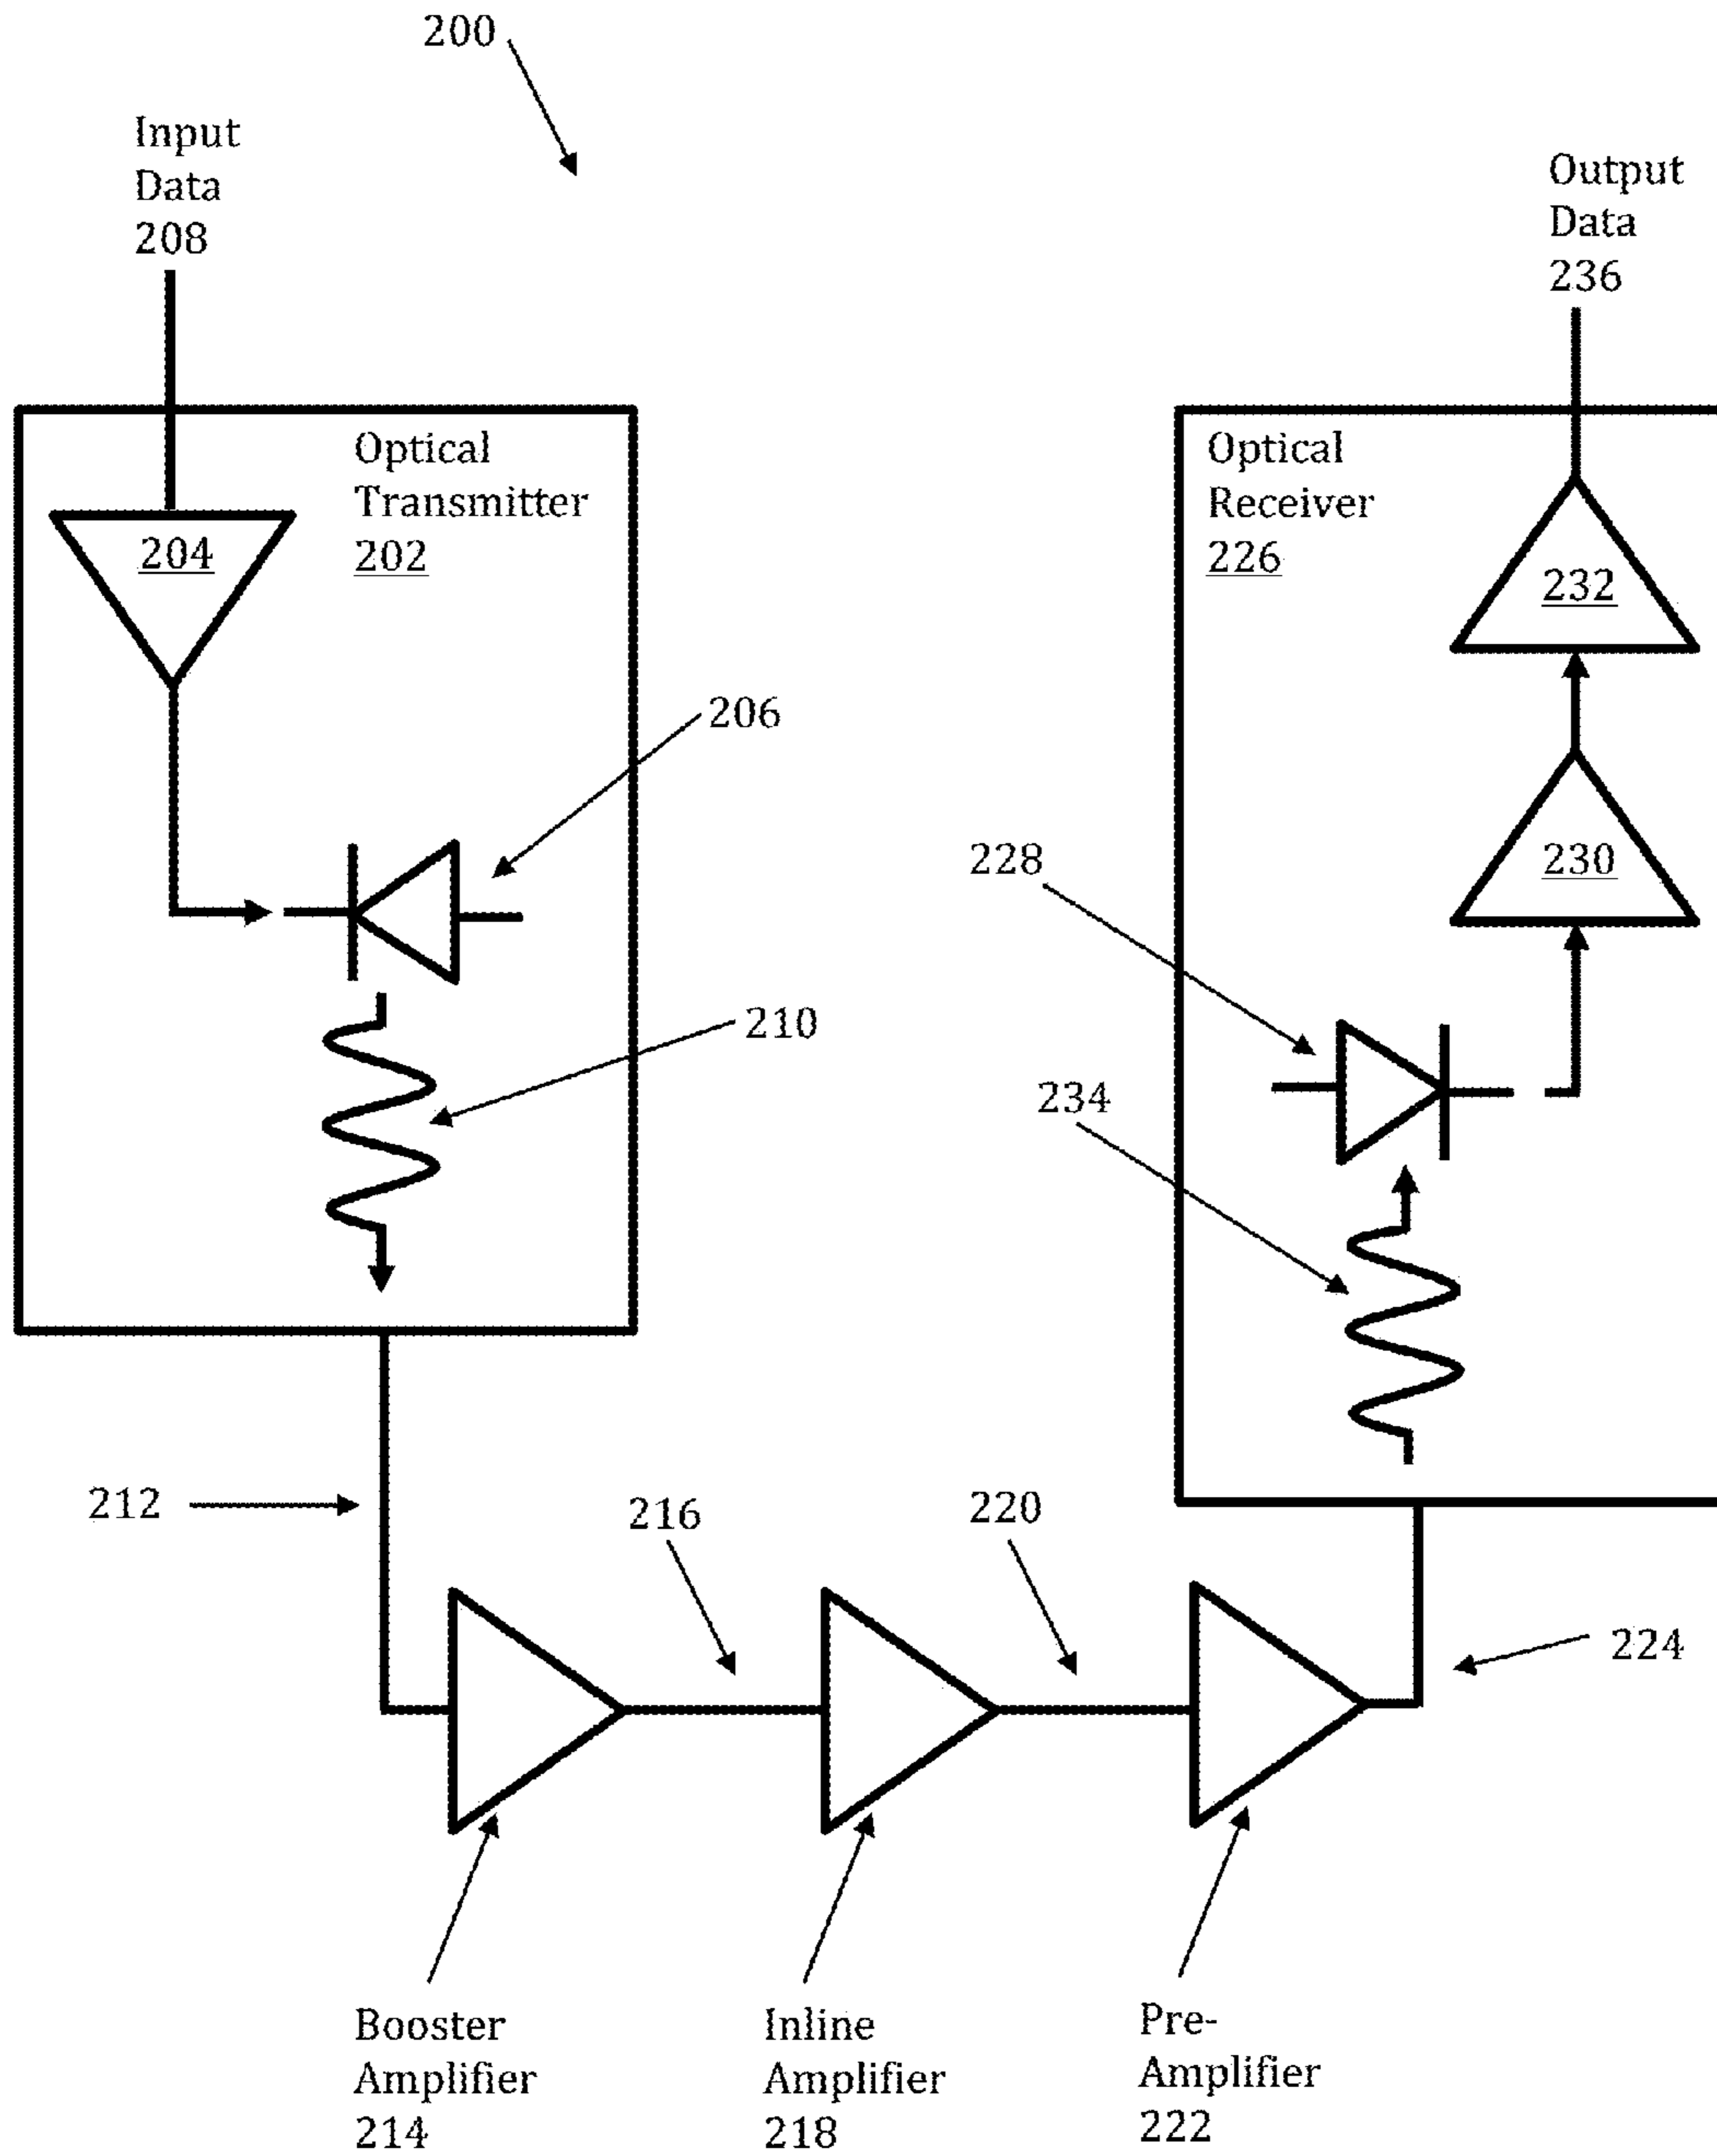 200
Input
Data
208
Output
Data
236
Optical
Transmitter
202
204
206
210
Optical
Receiver
226
232
230
228
234
212
216
220
224
Booster
Amplifier
214
Inline
Amplifier
218
Pre-
Amplifier
222